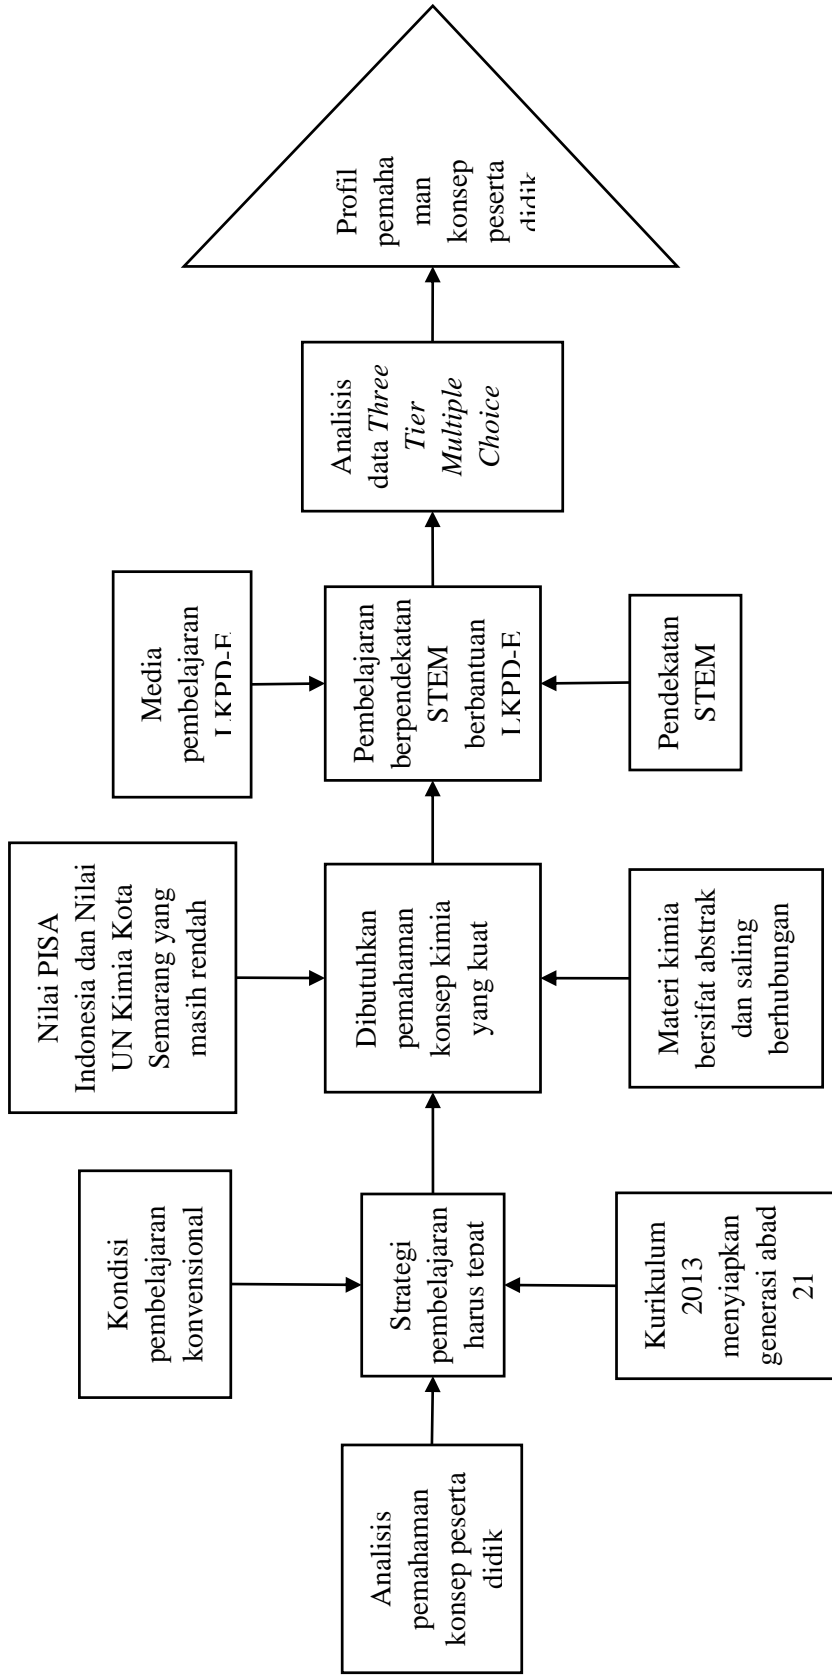 Kondisi
pembelajaran
konvensional
Nilai PISA
Indonesia dan Nilai
UN Kimia Kota
Semarang yang
masih rendah
Media
pembelajaran
LKPD-E
Analisis
pemahaman
konsep peserta
didik
Strategi
pembelajaran
harus tepat
Dibutuhkan
pemahaman
konsep kimia
yang kuat
Pembelajaran
berpendekatan
STEM
berbantuan
LKPD-E
Analisis
data Three
Tier
Multiple
Choice
Profil
pemaha
man
konsep
peserta
didik
Kurikulum
2013
menyiapkan
generasi abad
21
Materi kimia
bersifat abstrak
dan saling
berhubungan
Pendekatan
STEM